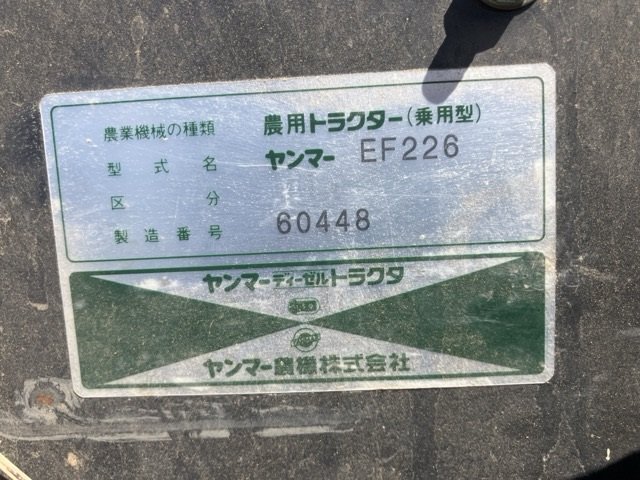 農業機械の種類 農用トラクター(乗用型)
型式名 ヤンマー EF226
区分
製造番号 60448
ヤンマーディーゼルトラクタ
ヤンマー農機株式会社